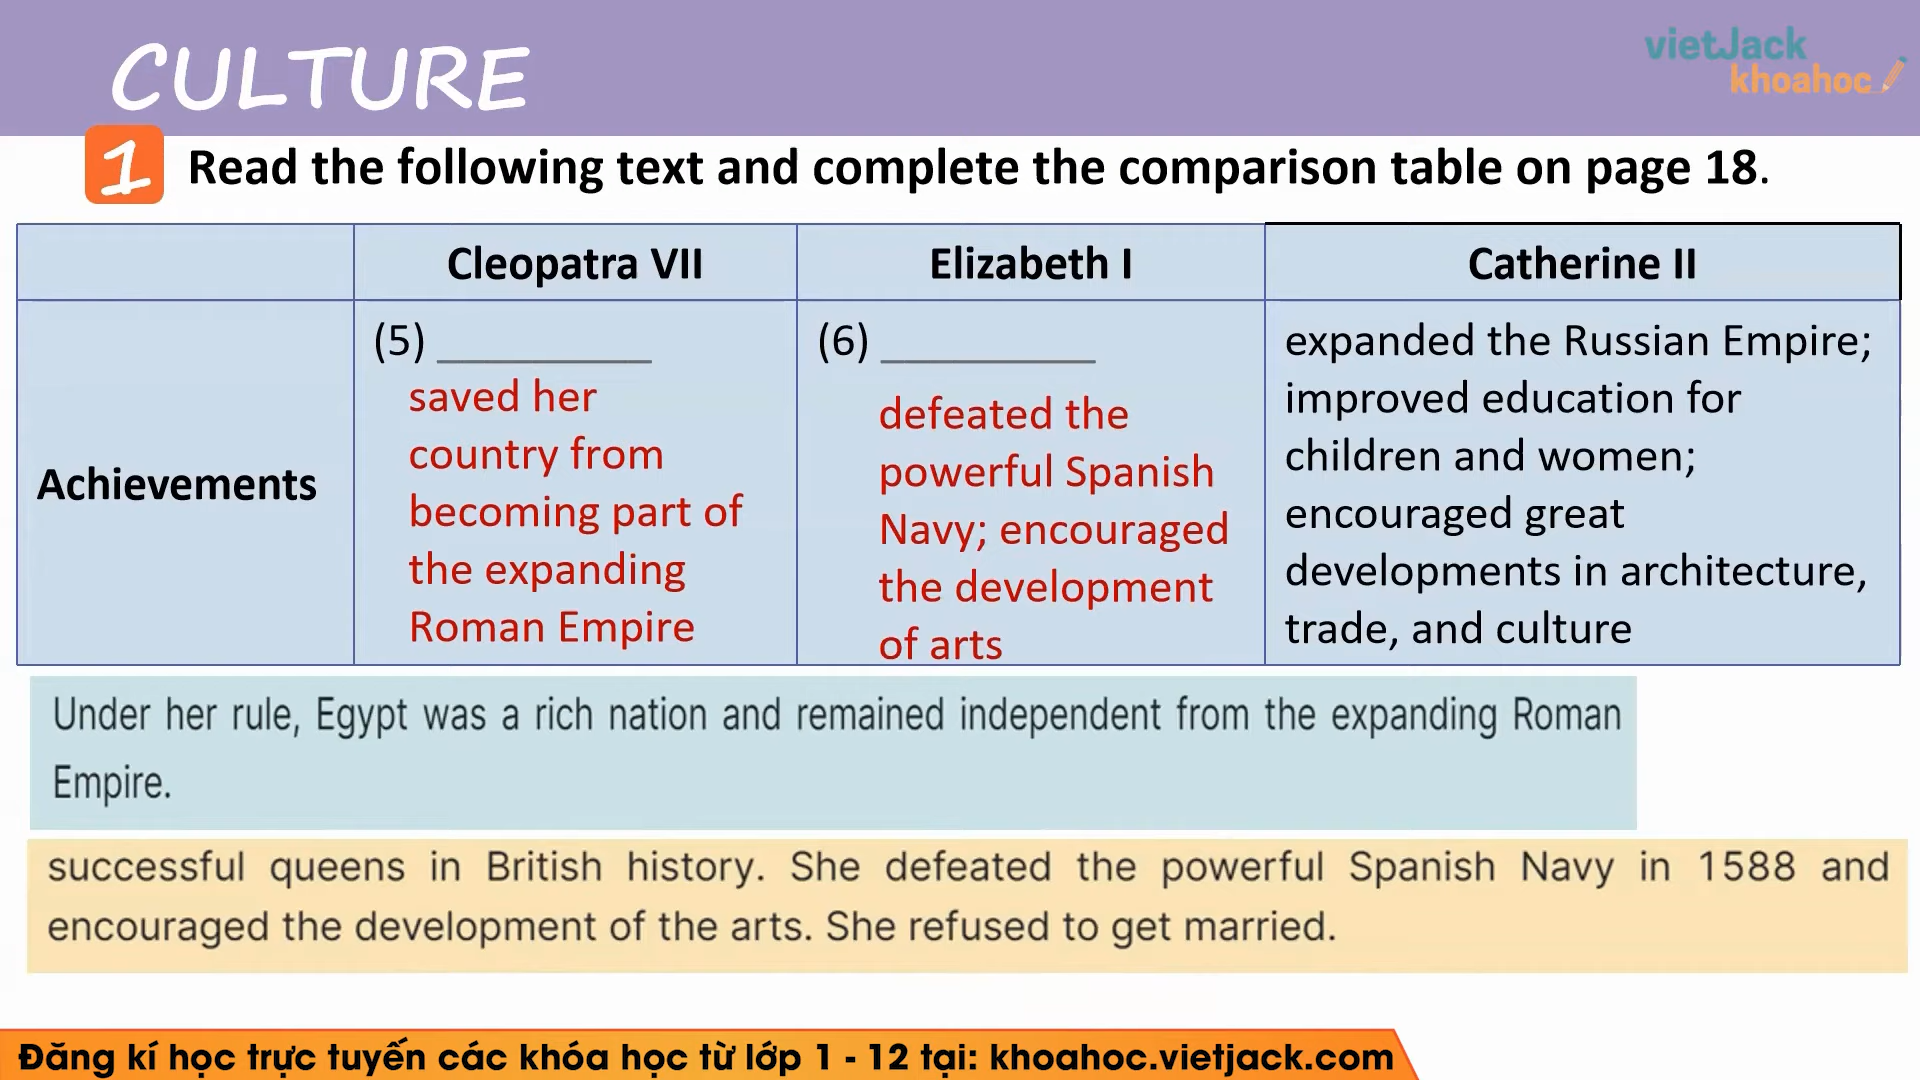 CULTURE
vietJack
khoahoc
1 Read the following text and complete the comparison table on page 18.
Cleopatra VII
Elizabeth I
Catherine II
Achievements
(5) _________
saved her
country from
becoming part of
the expanding
Roman Empire
(6) _________
defeated the
powerful Spanish
Navy; encouraged
the development
of arts
expanded the Russian Empire;
improved education for
children and women;
encouraged great
developments in architecture,
trade, and culture
Under her rule, Egypt was a rich nation and remained independent from the expanding Roman
Empire.
successful queens in British history. She defeated the powerful Spanish Navy in 1588 and
encouraged the development of the arts. She refused to get married.
Đăng kí học trực tuyến các khóa học từ lớp 1 - 12 tại: khoahoc.vietjack.com